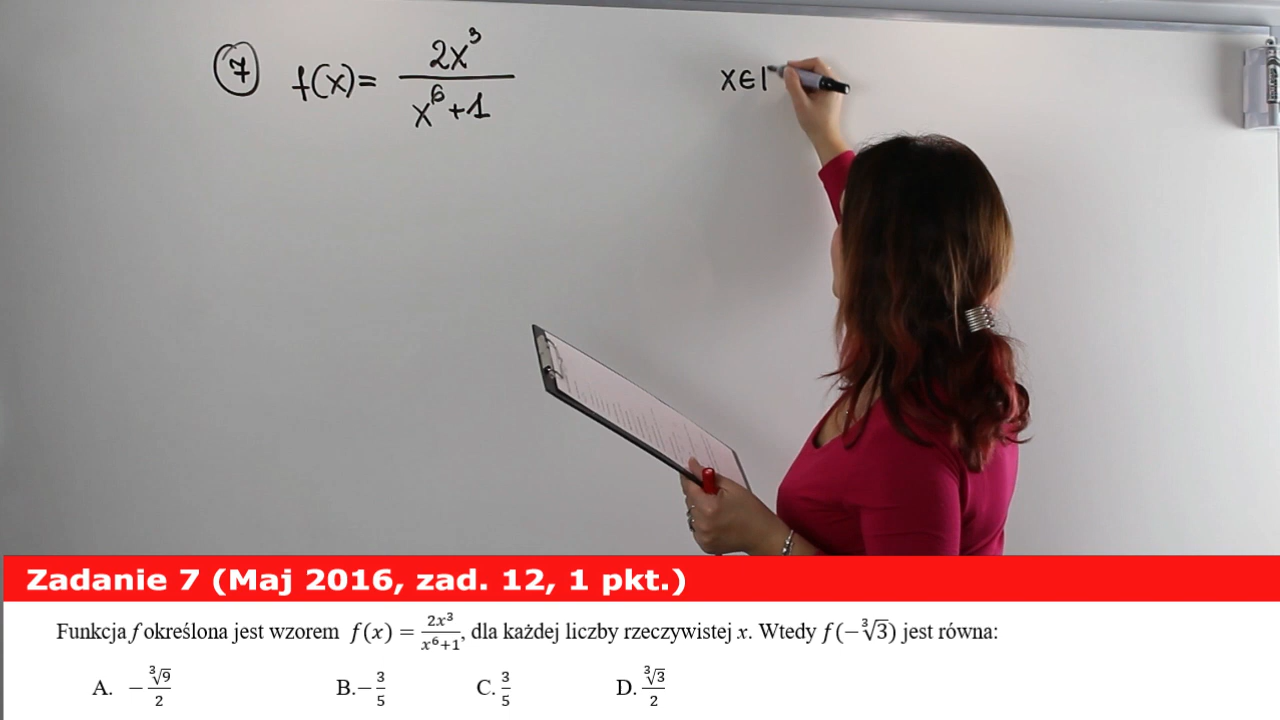 7 f(x)= 2x³ / x⁶+1 x∈
Zadanie 7 (Maj 2016, zad. 12, 1 pkt.)
Funkcja f określona jest wzorem f(x) = 2x³/x⁶+1, dla każdej liczby rzeczywistej x. Wtedy f(−∛3) jest równa:
A. −∛9/2 B.−3/5 C. 3/5 D. ∛3/2